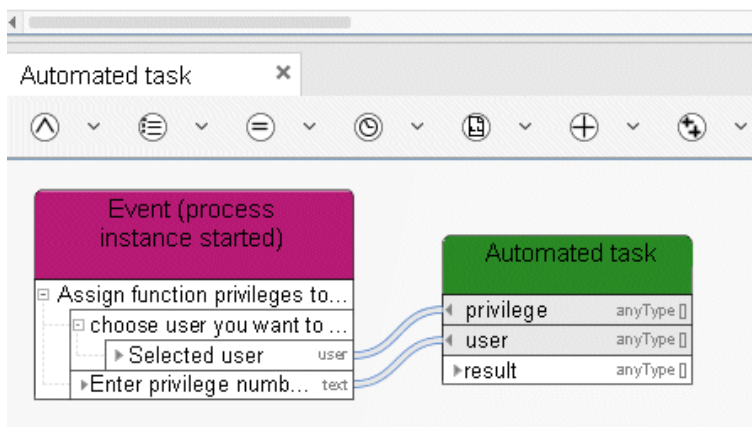 Automated task
Event (process
instance started)
Assign function privileges to...
choose user you want to ...
Selected user user
Enter privilege numb... text
Automated task
privilege anyType []
user anyType []
result anyType []